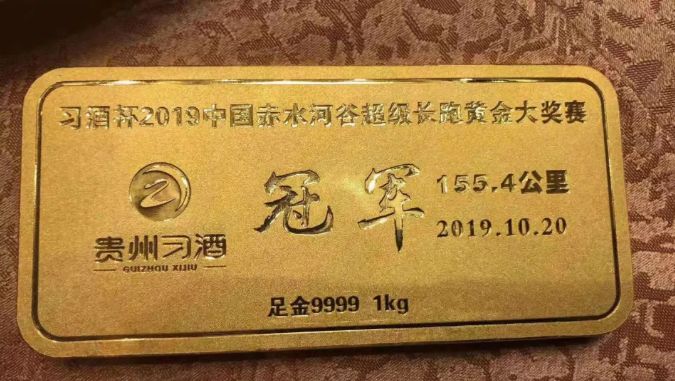 习酒杯2019中国赤水河谷超级长跑黄金大奖赛
冠军
155.4公里
2019.10.20
贵州习酒
GUIZHOU XIJIU
足金9999 1kg